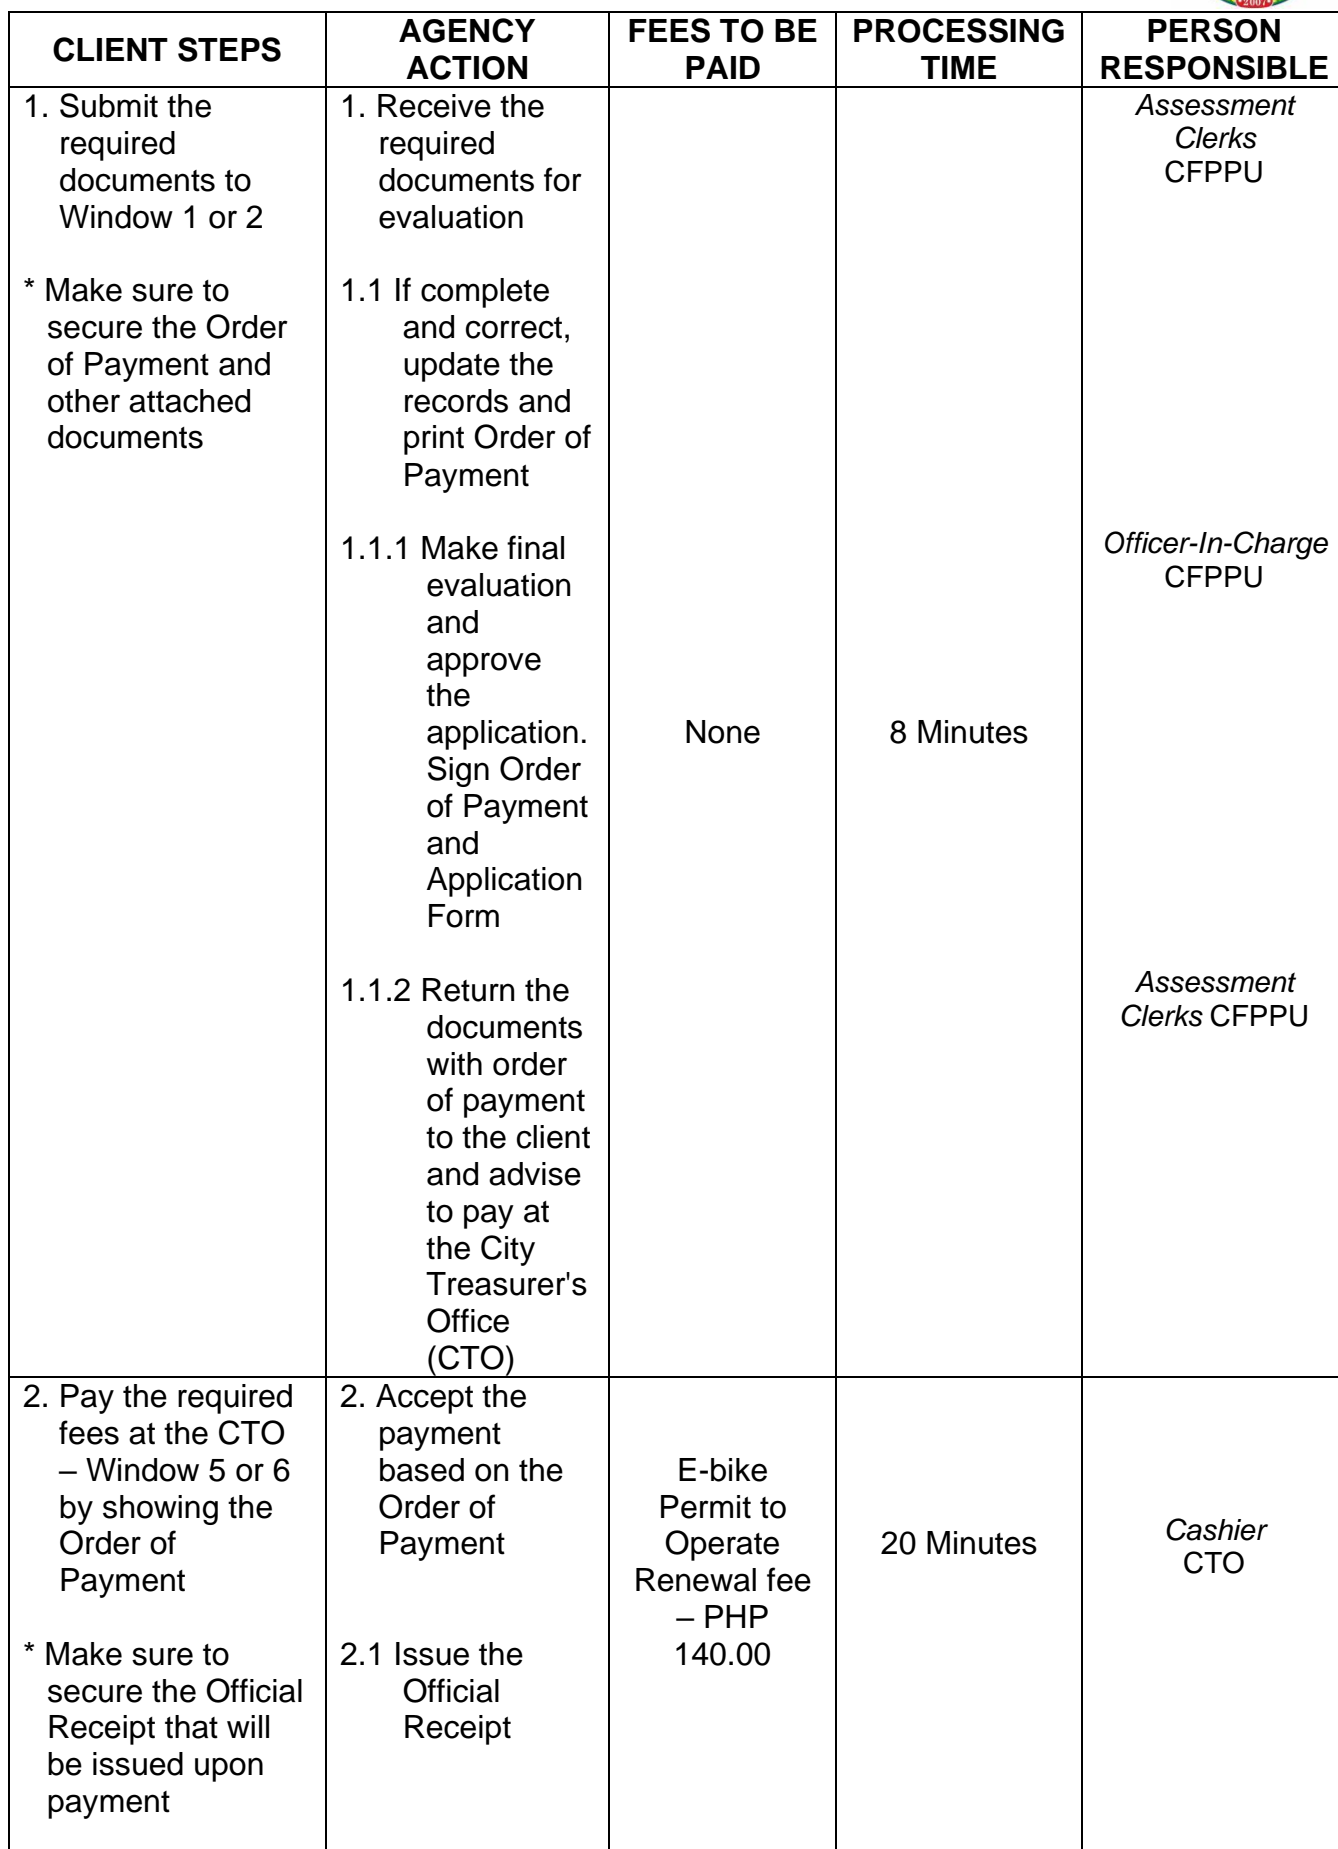 2007
CLIENT STEPS
AGENCY
ACTION
FEES TO BE
PAID
PROCESSING
TIME
PERSON
RESPONSIBLE
1. Submit the
required
documents to
Window 1 or 2
* Make sure to
secure the Order
of Payment and
other attached
documents
1. Receive the
required
documents for
evaluation
1.1 If complete
and correct,
update the
records and
print Order of
Payment
1.1.1 Make final
evaluation
and
approve
the
application.
Sign Order
of Payment
and
Application
Form
1.1.2 Return the
documents
with order
of payment
to the client
and advise
to pay at
the City
Treasurer's
Office
(CTO)
None
8 Minutes
Assessment
Clerks
CFPPU
Officer-In-Charge
CFPPU
Assessment
Clerks CFPPU
2. Pay the required
fees at the CTO
– Window 5 or 6
by showing the
Order of
Payment
* Make sure to
secure the Official
Receipt that will
be issued upon
payment
2. Accept the
payment
based on the
Order of
Payment
2.1 Issue the
Official
Receipt
E-bike
Permit to
Operate
Renewal fee
– PHP
140.00
20 Minutes
Cashier
CTO